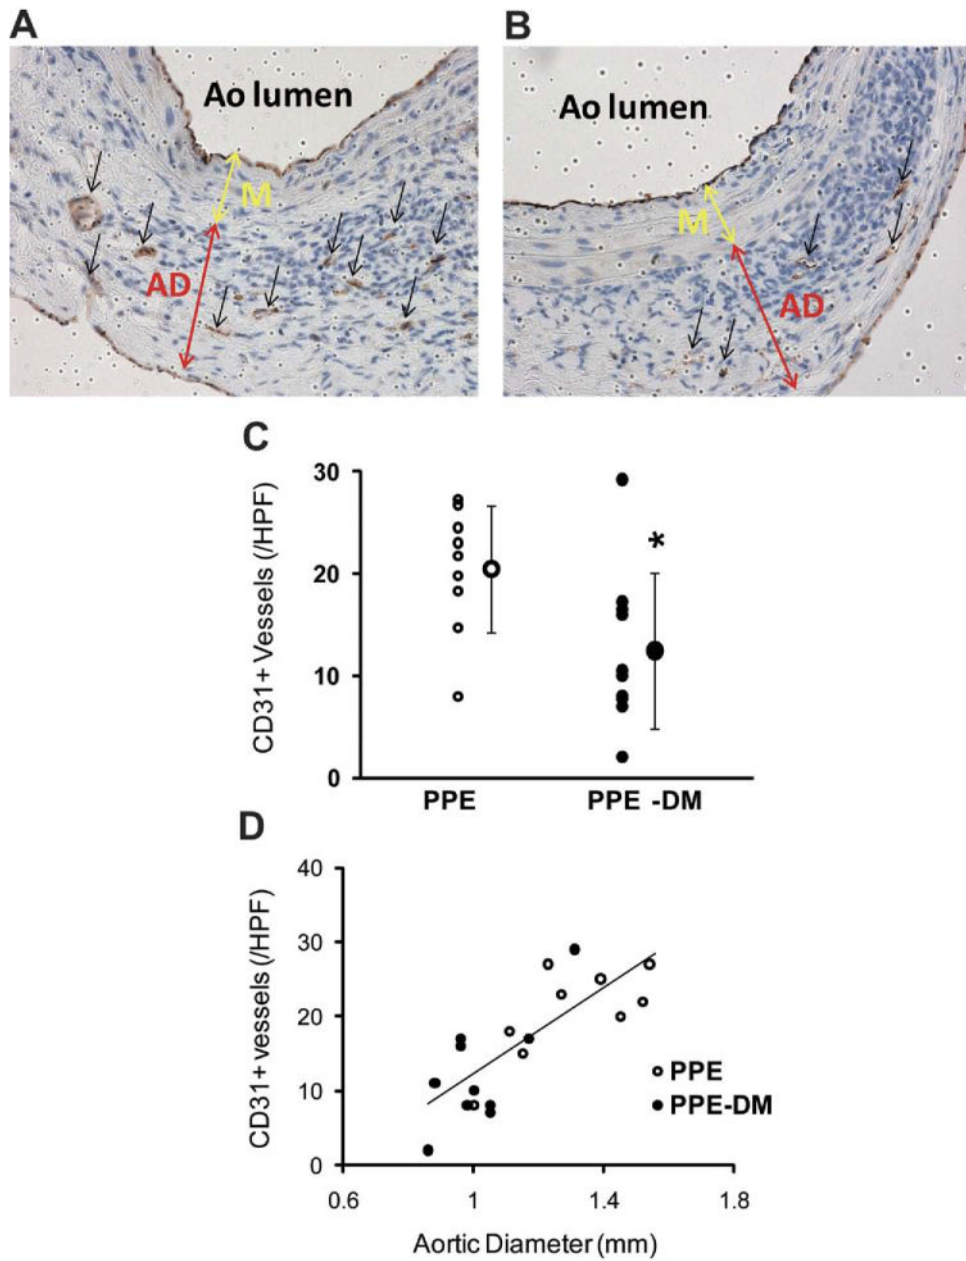 A
B
Ao lumen
Ao lumen
M
M
AD
AD
C
30
20
10
0
CD31+ Vessels (/HPF)
*
PPE
PPE -DM
D
40
30
20
10
0
CD31+ vessels (/HPF)
PPE
PPE-DM
0.6
1
1.4
1.8
Aortic Diameter (mm)